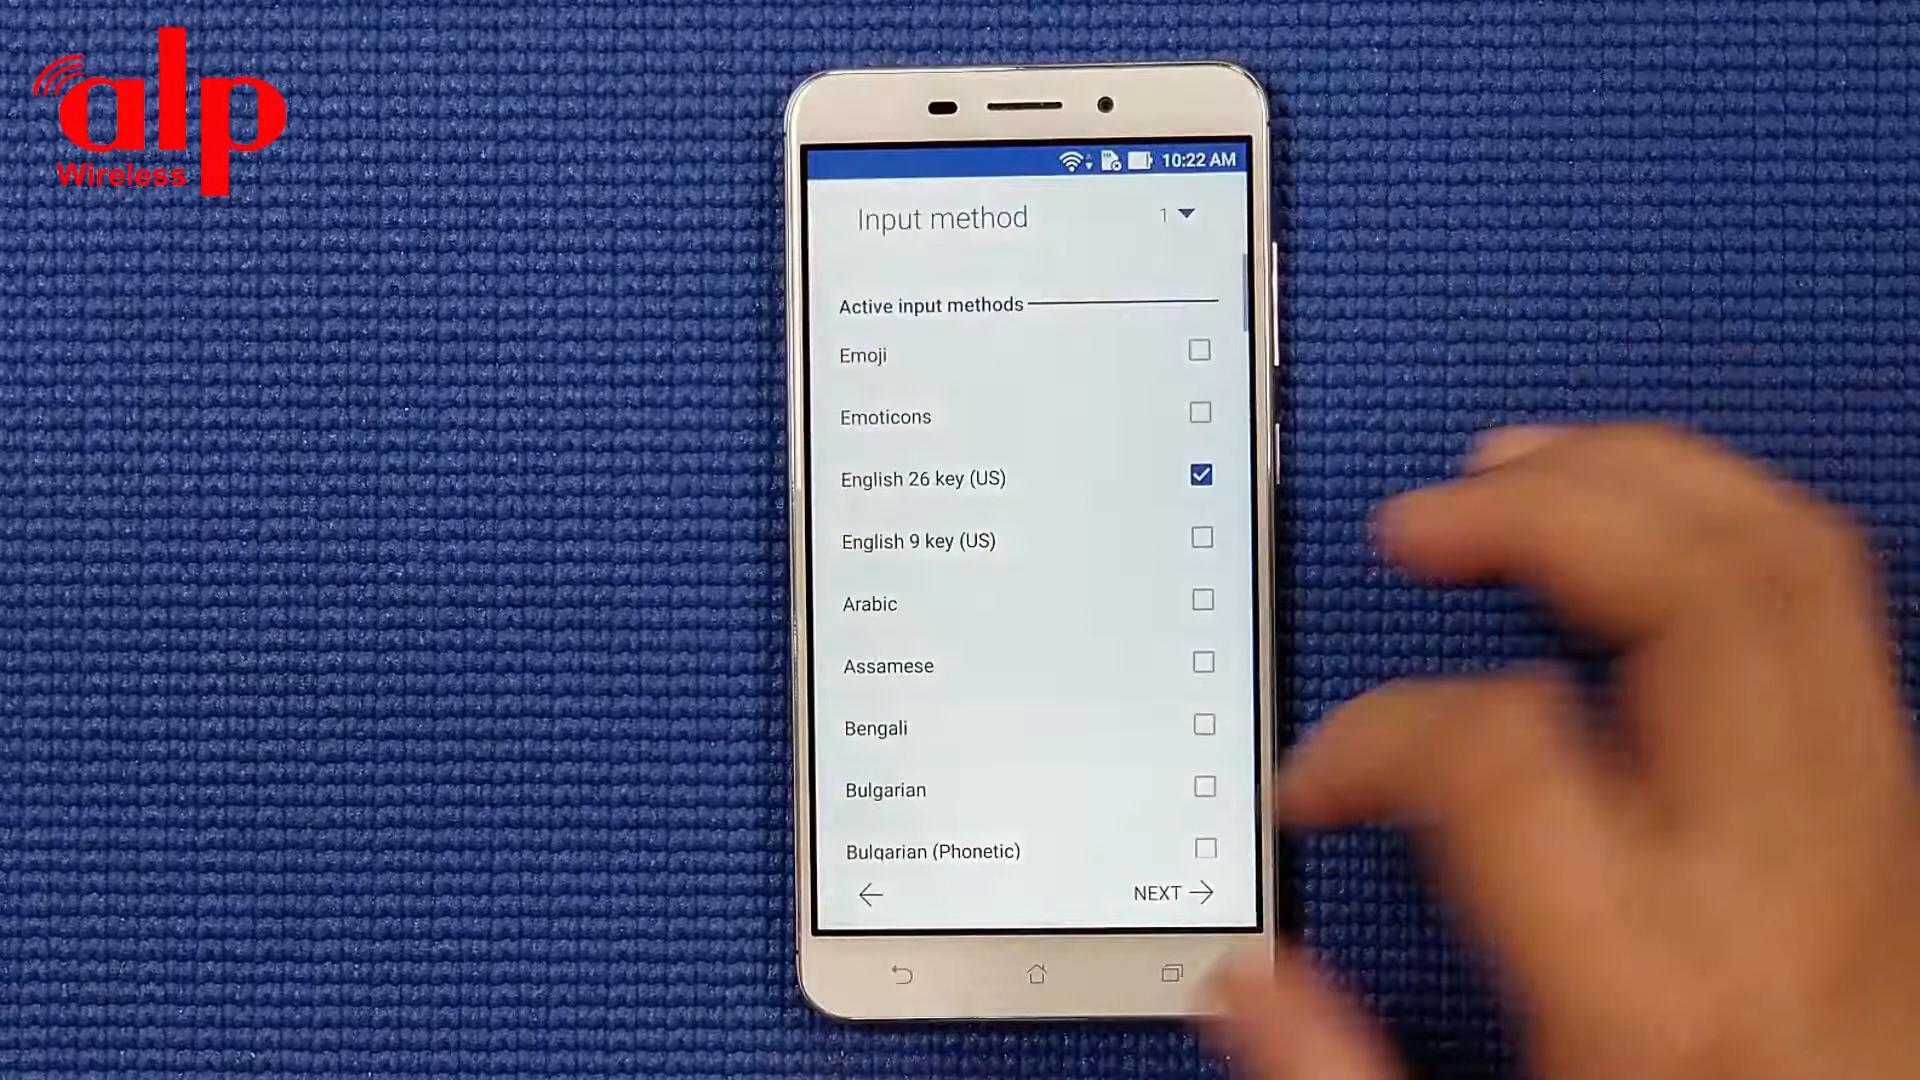 alp
Wireless
10:22 AM
Input method 1
Active input methods
Emoji
Emoticons
English 26 key (US)
English 9 key (US)
Arabic
Assamese
Bengali
Bulgarian
Bulgarian (Phonetic)
NEXT